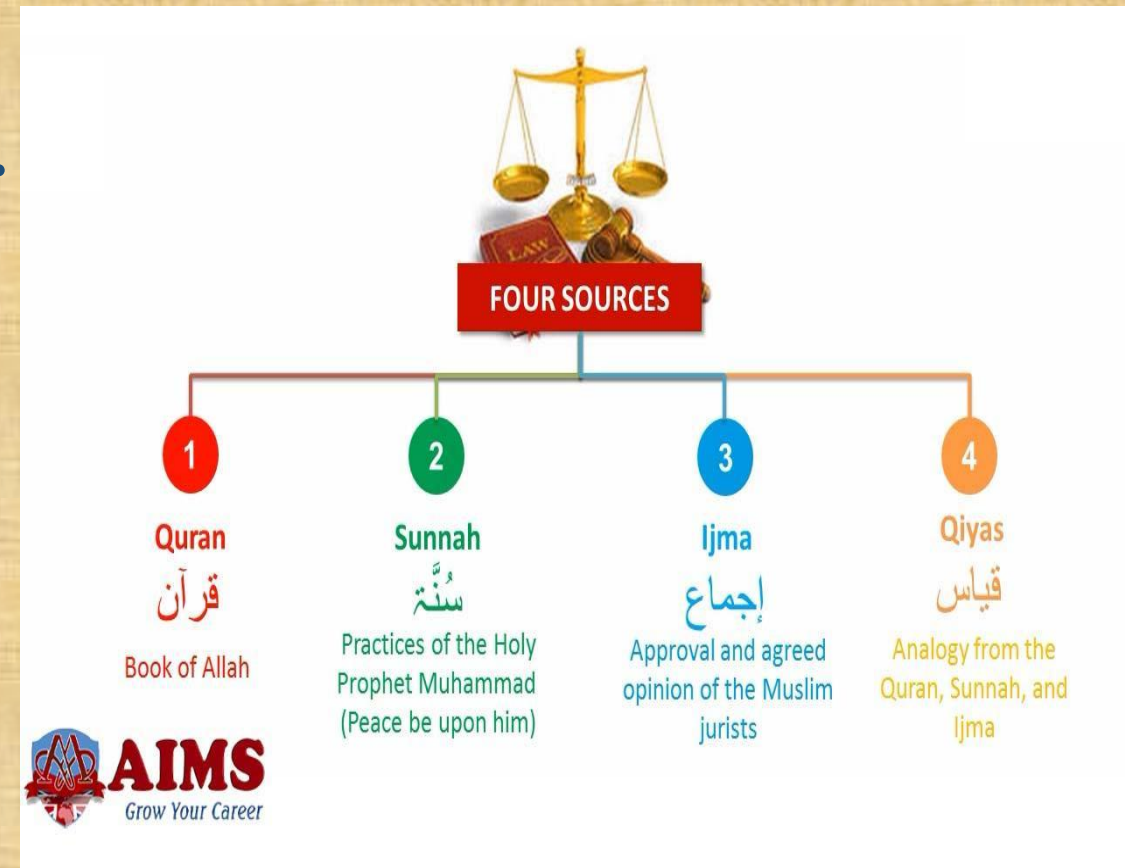 LAW
FOUR SOURCES
1
2
3
4
Quran
قرآن
Book of Allah
Sunnah
سُنَّۃ
Practices of the Holy
Prophet Muhammad
(Peace be upon him)
Ijma
إجماع
Approval and agreed
opinion of the Muslim
jurists
Qiyas
قیاس
Analogy from the
Quran, Sunnah, and
Ijma
AIMS
Grow Your Career